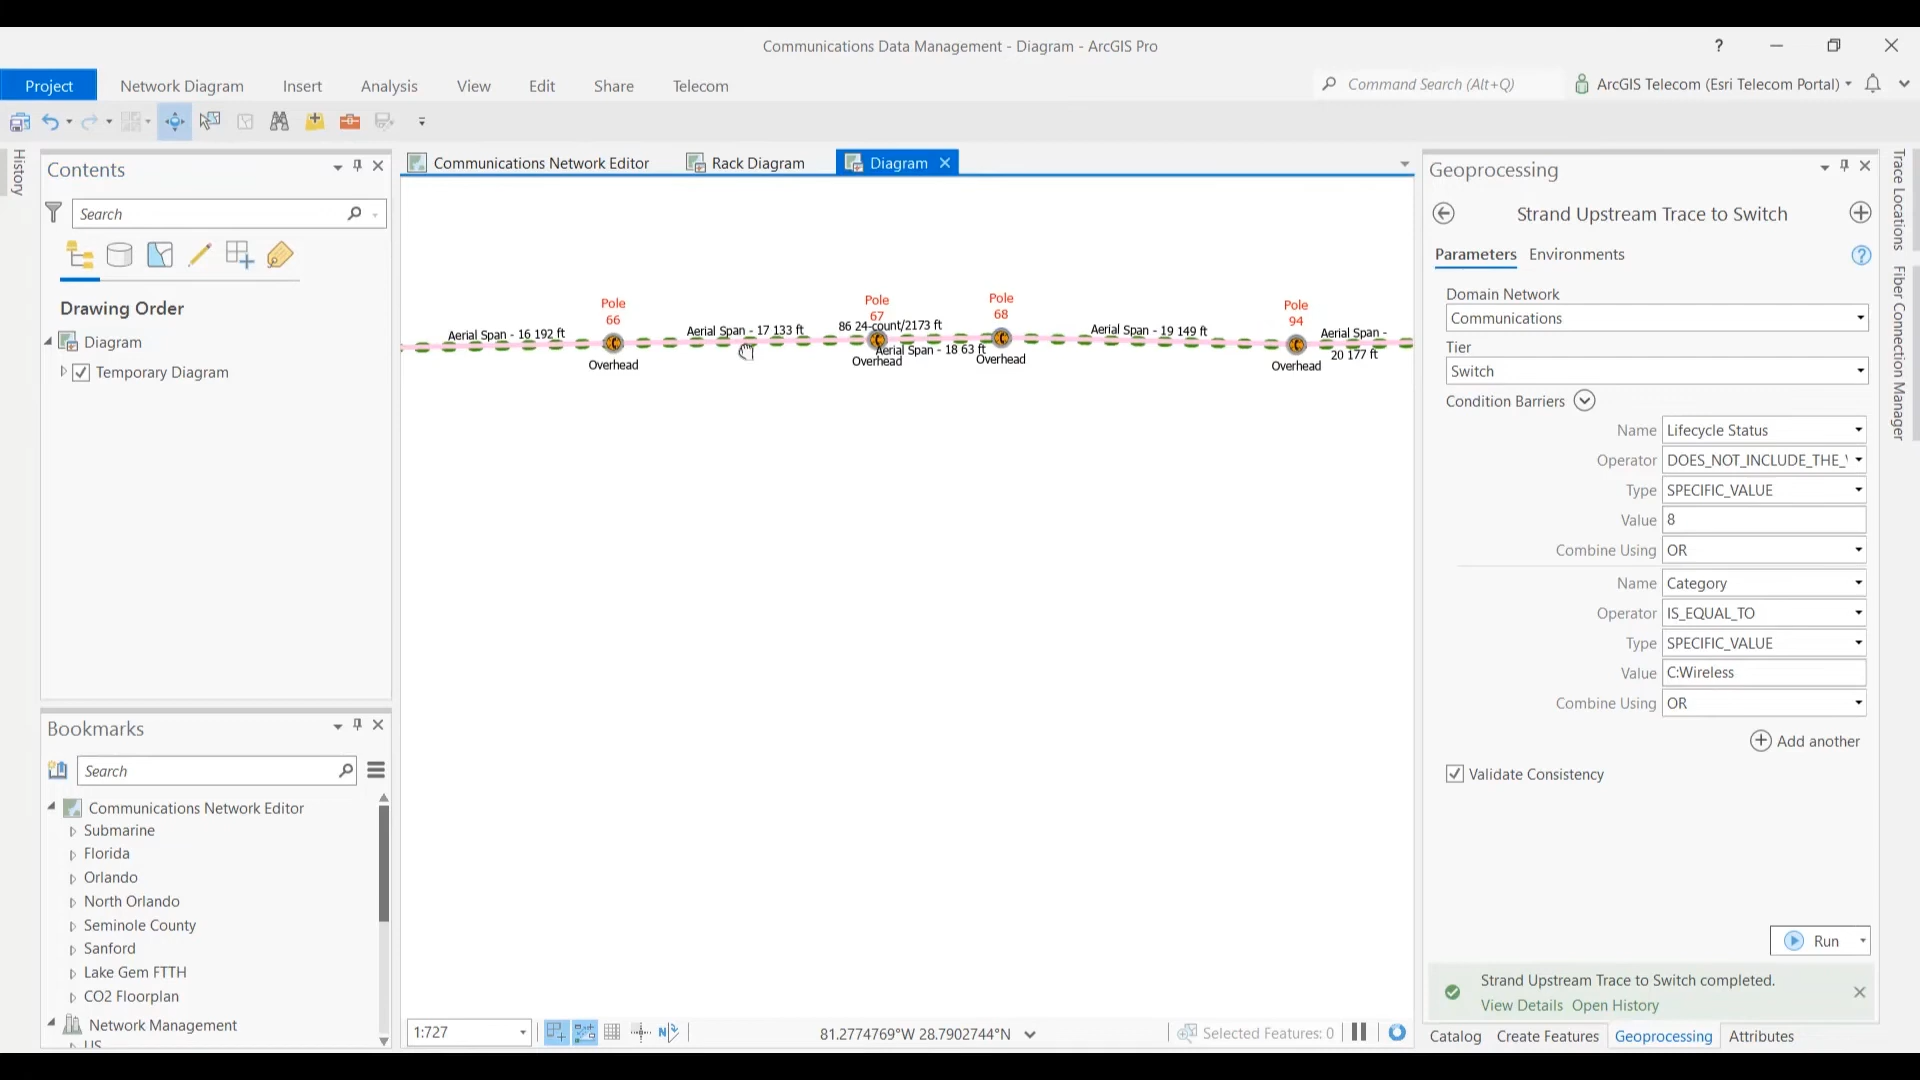 Communications Data Management - Diagram - ArcGIS Pro
?
Project
Network Diagram
Insert
Analysis
View
Edit
Share
Telecom
Command Search (Alt+Q)
ArcGIS Telecom (Esri Telecom Portal)
History
Contents
Search
Drawing Order
Diagram
Temporary Diagram
Bookmarks
Search
Communications Network Editor
Submarine
Florida
Orlando
North Orlando
Seminole County
Sanford
Lake Gem FTTH
CO2 Floorplan
Network Management
US
Communications Network Editor
Rack Diagram
Diagram
Aerial Span - 16 192 ft
Pole
66
Overhead
Aerial Span - 17 133 ft
Pole
67
86 24-count/2173 ft
Overhead
Aerial Span - 18 63 ft
Pole
68
Overhead
Aerial Span - 19 149 ft
Pole
94
Overhead
Aerial Span -
20 177 ft
1:727
81.2774769°W 28.7902744°N
Selected Features: 0
Geoprocessing
Strand Upstream Trace to Switch
Parameters
Environments
?
Domain Network
Communications
Tier
Switch
Condition Barriers
Name Lifecycle Status
Operator DOES_NOT_INCLUDE_THE_
Type SPECIFIC_VALUE
Value 8
Combine Using OR
Name Category
Operator IS_EQUAL_TO
Type SPECIFIC_VALUE
Value C:Wireless
Combine Using OR
Add another
Validate Consistency
Run
Strand Upstream Trace to Switch completed.
View Details Open History
Catalog
Create Features
Geoprocessing
Attributes
Trace Locations
Fiber Connection Manager